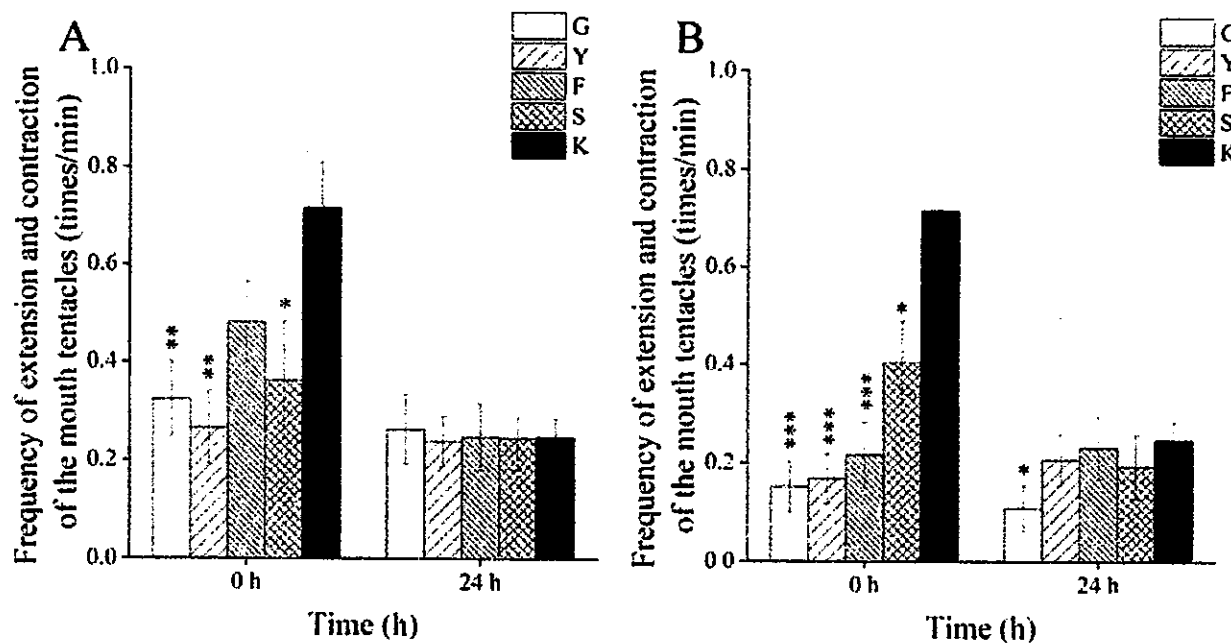 A
G
Y
F
S
K
Frequency of extension and contraction
of the mouth tentacles (times/min)
1.0
0.8
0.6
0.4
0.2
0.0
**
**
*
0 h
24 h
Time (h)
B
Y
F
S
K
Frequency of extension and contraction
of the mouth tentacles (times/min)
1.0
0.8
0.6
0.4
0.2
0.0
***
***
***
*
*
0 h
24 h
Time (h)